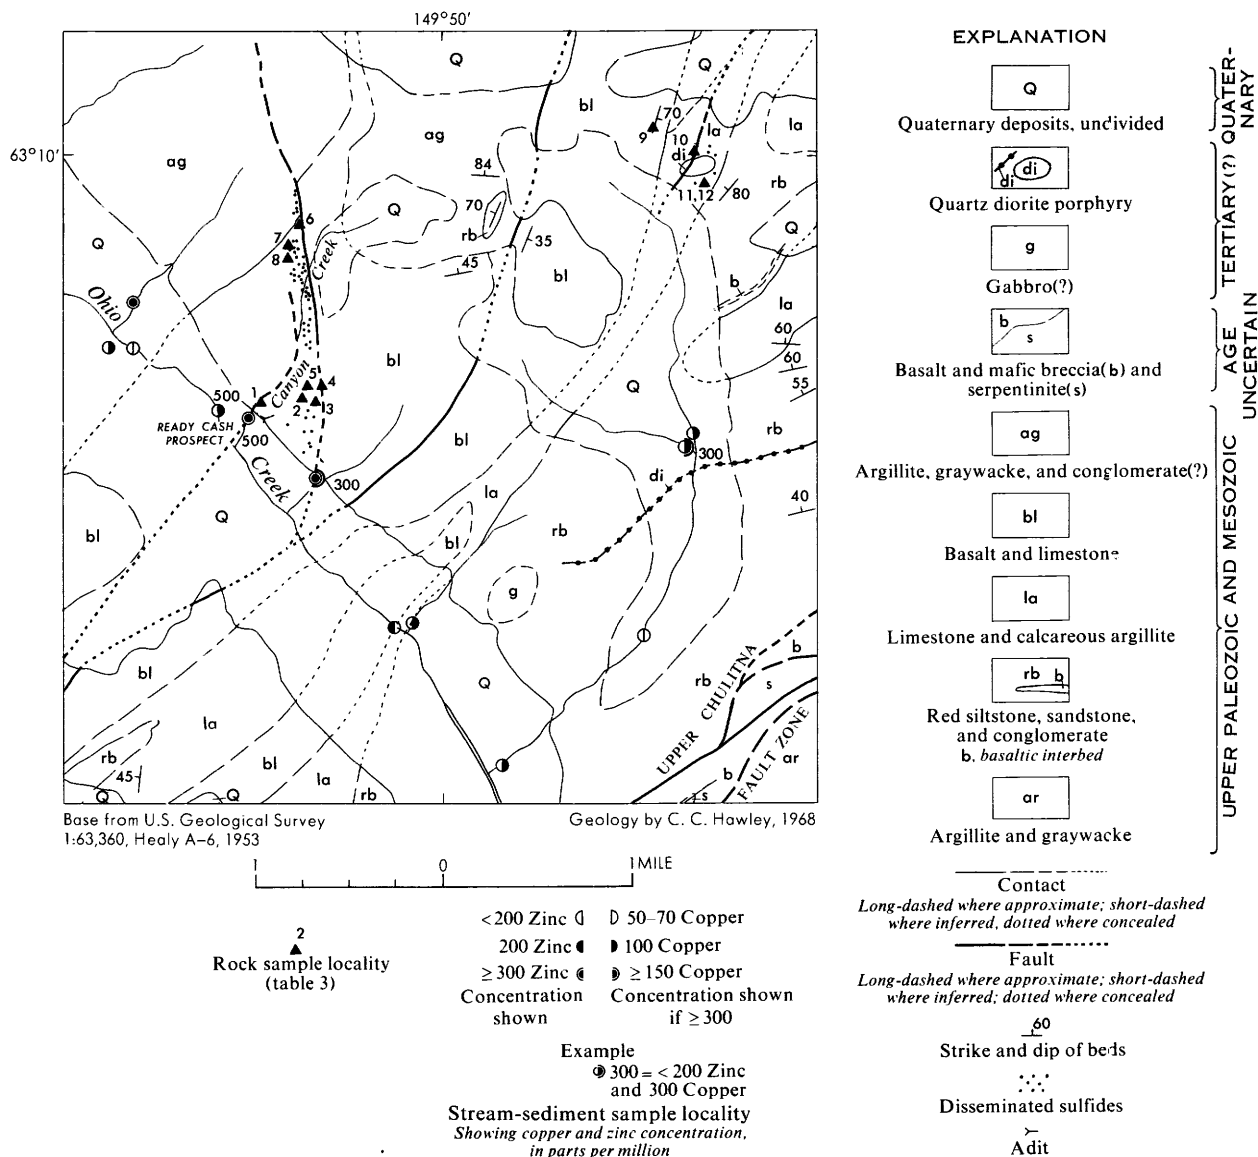 149°50'
63°10'
Q
Q
bl
la
70
9
10
di
la
ag
ag
84
rb
11,12
80
Q
6
Q
70
rb
Q
7
8
Creek
35
45
bl
b
la
Ohio
60
60
bl
Q
55
5
4
Canyon
500
1
2
3
READY CASH
PROSPECT
500
bl
rb
300
300
di
la
Creek
40
Q
bl
rb
bl
g
bl
Q
rb
b
s
UPPER CHULITNA
FAULT ZONE
la
rb
45
bl
la
rb
ar
b
s
Q
Q
Base from U.S. Geological Survey
1:63,360, Healy A-6, 1953
Geology by C. C. Hawley, 1968
1 0 1 MILE
2
Rock sample locality
(table 3)
<200 Zinc 50–70 Copper
200 Zinc 100 Copper
≥300 Zinc ≥150 Copper
Concentration shown
Concentration shown if ≥300
Example
300 = <200 Zinc
and 300 Copper
Stream-sediment sample locality
Showing copper and zinc concentration,
in parts per million
EXPLANATION
Q
Quaternary deposits, undivided
QUATERNARY
di di
Quartz diorite porphyry
g
Gabbro(?)
TERTIARY(?)
b
s
Basalt and mafic breccia(b) and
serpentinite(s)
AGE UNCERTAIN
ag
Argillite, graywacke, and conglomerate(?)
bl
Basalt and limestone
la
Limestone and calcareous argillite
rb b
Red siltstone, sandstone,
and conglomerate
b, basaltic interbed
ar
Argillite and graywacke
UPPER PALEOZOIC AND MESOZOIC
Contact
Long-dashed where approximate; short-dashed
where inferred, dotted where concealed
Fault
Long-dashed where approximate; short-dashed
where inferred; dotted where concealed
60
Strike and dip of beds
Disseminated sulfides
Adit